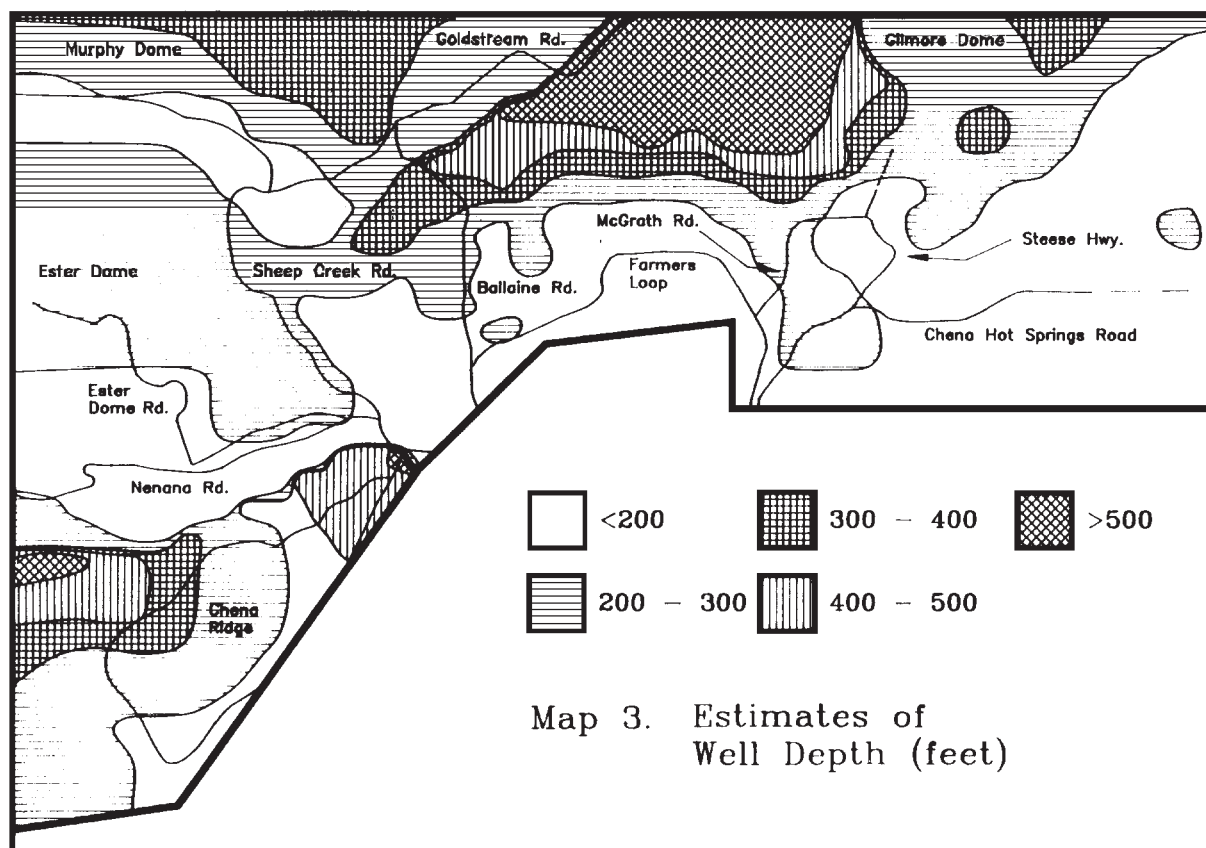 Murphy Dome
Goldstream Rd.
Gilmore Dome
McGrath Rd.
Steese Hwy.
Ester Dame
Sheep Creek Rd.
Ballaine Rd.
Farmers
Loop
Chena Hot Springs Road
Ester
Dome Rd.
Nenana Rd.
Chena
Ridge
<200
300 - 400
>500
200 - 300
400 - 500
Map 3. Estimates of
Well Depth (feet)